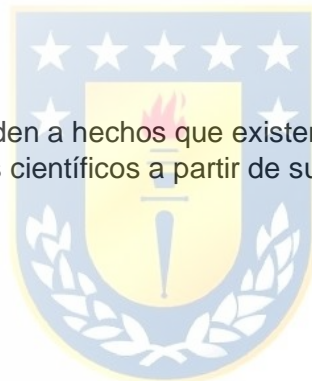 den a hechos que existen
científicos a partir de su